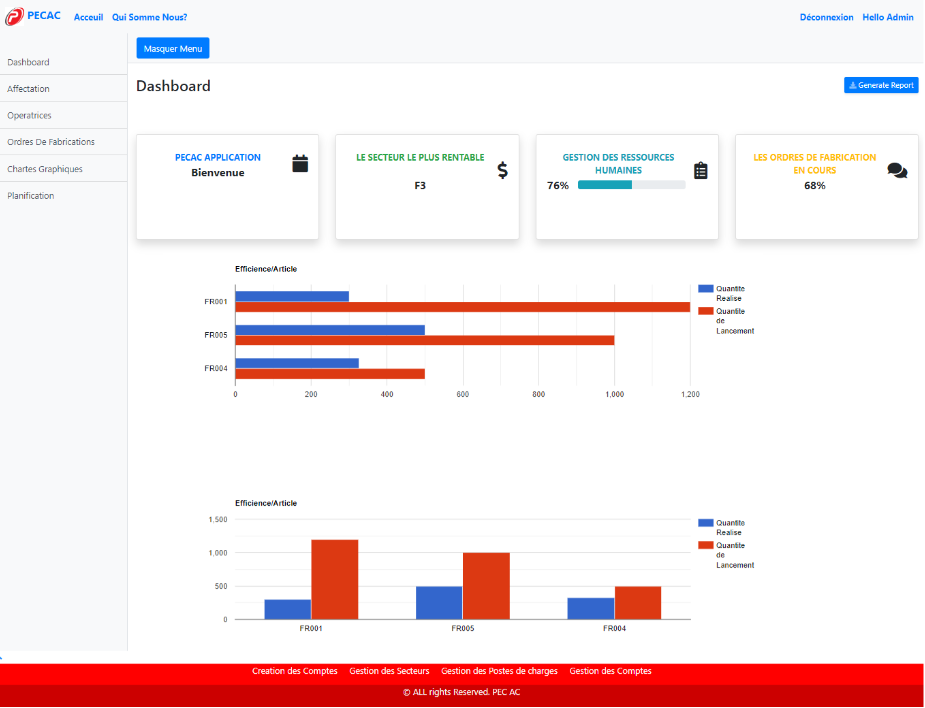 PECAC Acceuil Qui Somme Nous? Déconnexion Hello Admin
Masquer Menu
Dashboard
Affectation
Operatrices
Ordres De Fabrications
Chartes Graphiques
Planification
Dashboard
Generate Report
PECAC APPLICATION
Bienvenue
LE SECTEUR LE PLUS RENTABLE
F3
GESTION DES RESSOURCES
HUMAINES
76%
LES ORDRES DE FABRICATION
EN COURS
68%
Efficience/Article
FR001
FR005
FR004
0 200 400 600 800 1,000 1,200
Quantite
Realise
Quantite
de
Lancement
Efficience/Article
1,500
1,000
500
0
FR001 FR005 FR004
Quantite
Realise
Quantite
de
Lancement
Creation des Comptes Gestion des Secteurs Gestion des Postes de charges Gestion des Comptes
© ALL rights Reserved. PEC AC